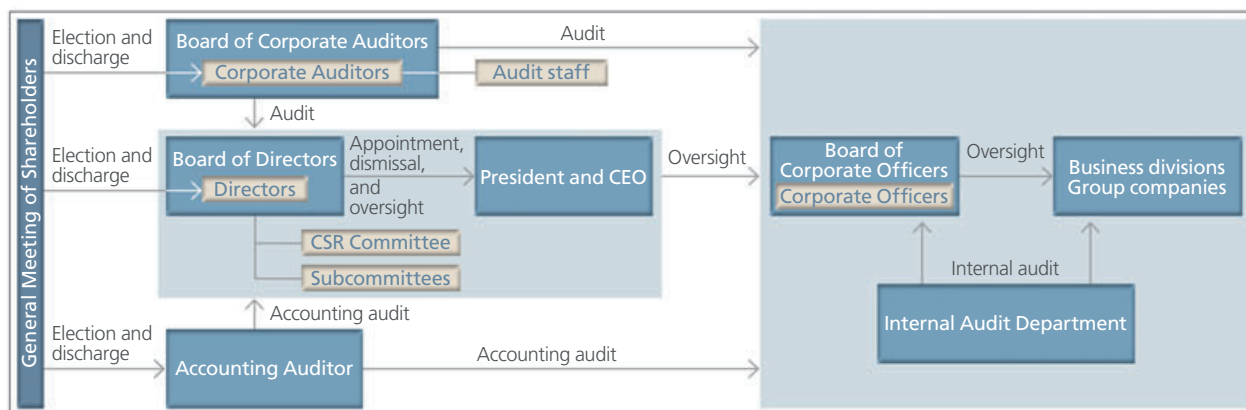 General Meeting of Shareholders
Election and
discharge
Board of Corporate Auditors
Corporate Auditors
Audit staff
Audit
Audit
Election and
discharge
Board of Directors
Directors
Appointment,
dismissal,
and
oversight
President and CEO
CSR Committee
Subcommittees
Oversight
Board of
Corporate Officers
Corporate Officers
Oversight
Business divisions
Group companies
Internal audit
Internal Audit Department
Election and
discharge
Accounting audit
Accounting Auditor
Accounting audit